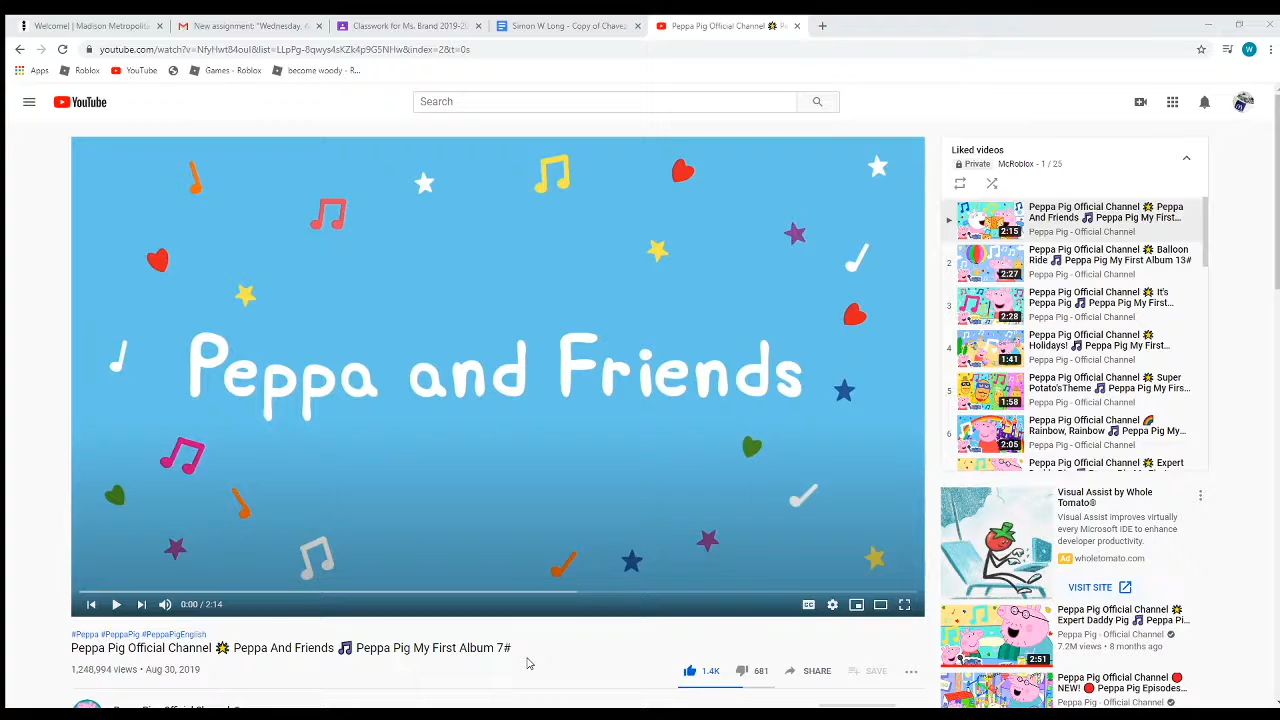 Welcome! | Madison Metropolit
New assignment: "Wednesday, A
Classwork for Ms. Brand 2019-20
Simon W Long - Copy of Chavez
Peppa Pig Official Channel
youtube.com/watch?v=NfyHwt84ouI&list=LLpPg-8qwys4sKZk4p9G5NHw&index=2&t=0s
W
Apps
Roblox
YouTube
Games - Roblox
become woody - R...
YouTube
Search
Peppa and Friends
0:00 / 2:14
CC
#Peppa #PeppaPig #PeppaPigEnglish
Peppa Pig Official Channel 🌟 Peppa And Friends 🎵 Peppa Pig My First Album 7#
1,248,994 views • Aug 30, 2019
1.4K
681
SHARE
SAVE
Liked videos
Private McRoblox - 1 / 25
2:15
Peppa Pig Official Channel 🌟 Peppa
And Friends 🎵 Peppa Pig My First...
Peppa Pig - Official Channel
2
2:27
Peppa Pig Official Channel 🌟 Balloon
Ride 🎵 Peppa Pig My First Album 13#
Peppa Pig - Official Channel
3
2:28
Peppa Pig Official Channel 🌟 It's
Peppa Pig 🎵 Peppa Pig My First...
Peppa Pig - Official Channel
4
1:41
Peppa Pig Official Channel 🌟
Holidays! 🎵 Peppa Pig My First...
Peppa Pig - Official Channel
5
1:58
Peppa Pig Official Channel 🌟 Super
Potato'sTheme 🎵 Peppa Pig My Firs...
Peppa Pig - Official Channel
6
2:05
Peppa Pig Official Channel 🌈
Rainbow, Rainbow 🎵 Peppa Pig My...
Peppa Pig - Official Channel
Peppa Pig Official Channel 🌟 Expert
Visual Assist by Whole
Tomato®
Visual Assist improves virtually
every Microsoft IDE to enhance
developer productivity.
Ad wholetomato.com
VISIT SITE
2:51
Peppa Pig Official Channel 🌟
Expert Daddy Pig 🎵 Peppa Pi...
Peppa Pig - Official Channel
7.2M views • 8 months ago
Peppa Pig Official Channel 🔴
NEW! 🔴 Peppa Pig Episodes...
Peppa Pig - Official Channel